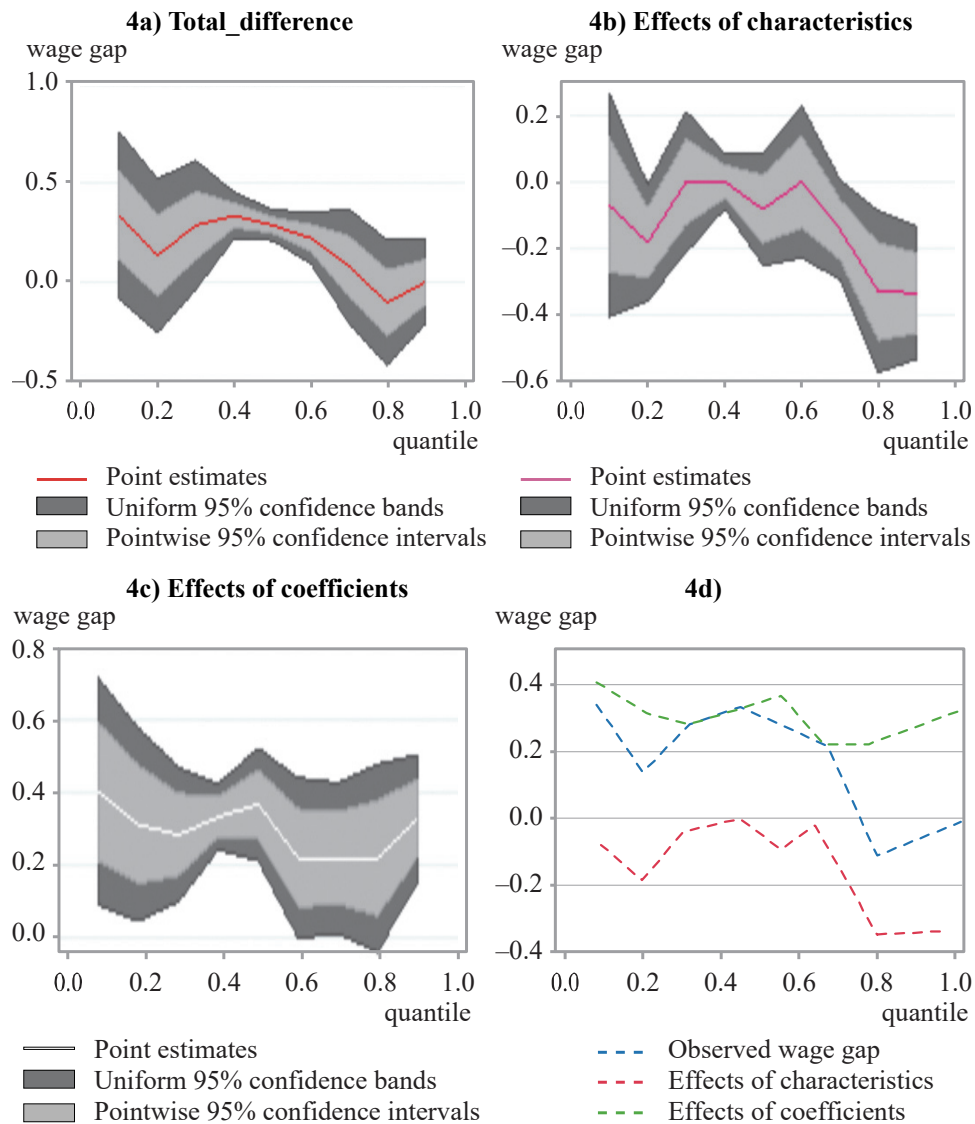 4a) Total_difference
wage gap
1.0
0.5
0.0
–0.5
0.0 0.2 0.4 0.6 0.8 1.0
quantile
Point estimates
Uniform 95% confidence bands
Pointwise 95% confidence intervals
4b) Effects of characteristics
wage gap
0.2
0.0
–0.2
–0.4
–0.6
0.0 0.2 0.4 0.6 0.8 1.0
quantile
Point estimates
Uniform 95% confidence bands
Pointwise 95% confidence intervals
4c) Effects of coefficients
wage gap
0.8
0.6
0.4
0.2
0.0
0.0 0.2 0.4 0.6 0.8 1.0
quantile
Point estimates
Uniform 95% confidence bands
Pointwise 95% confidence intervals
4d)
wage gap
0.4
0.2
0.0
–0.2
–0.4
0.0 0.2 0.4 0.6 0.8 1.0
quantile
Observed wage gap
Effects of characteristics
Effects of coefficients